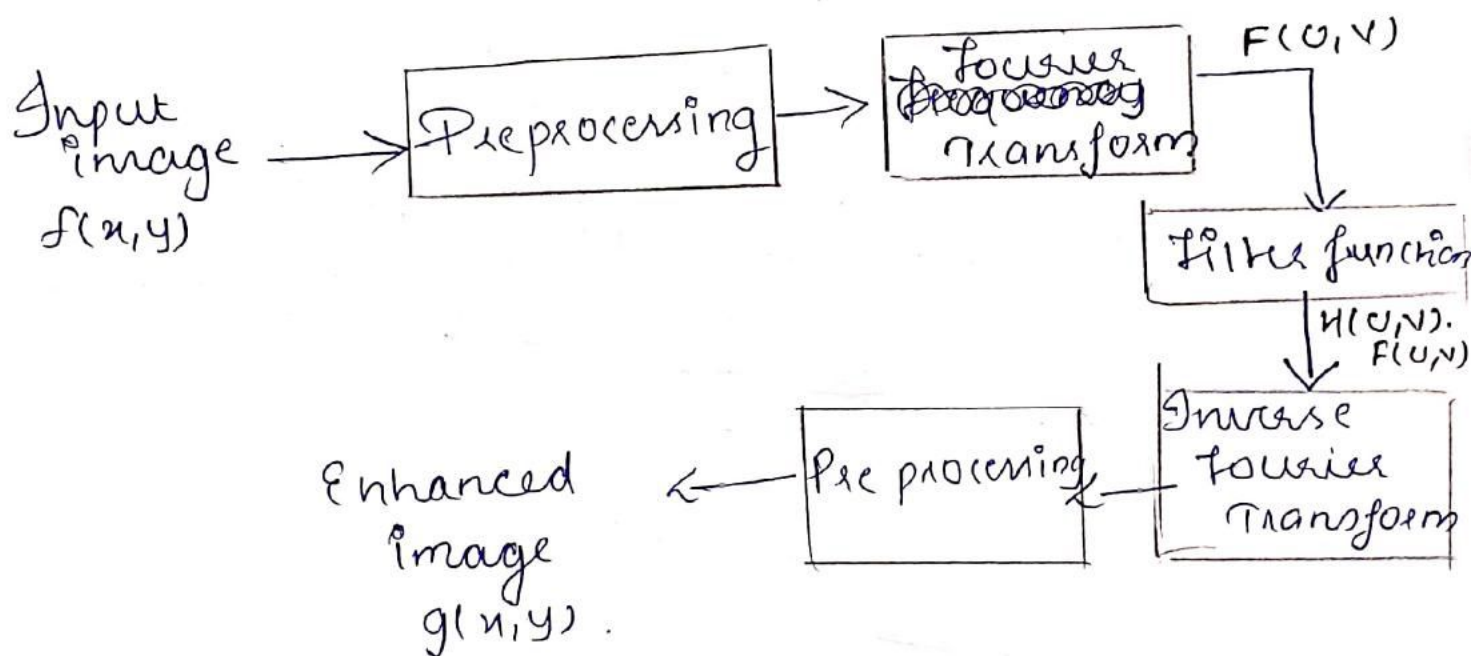 Input
image
f(x,y)
Preprocessing
Fourier
Transform
F(U,V)
Filter function
H(U,V).
F(U,V)
Inverse
Fourier
Transform
Pre processing
Enhanced
image
g(x,y).